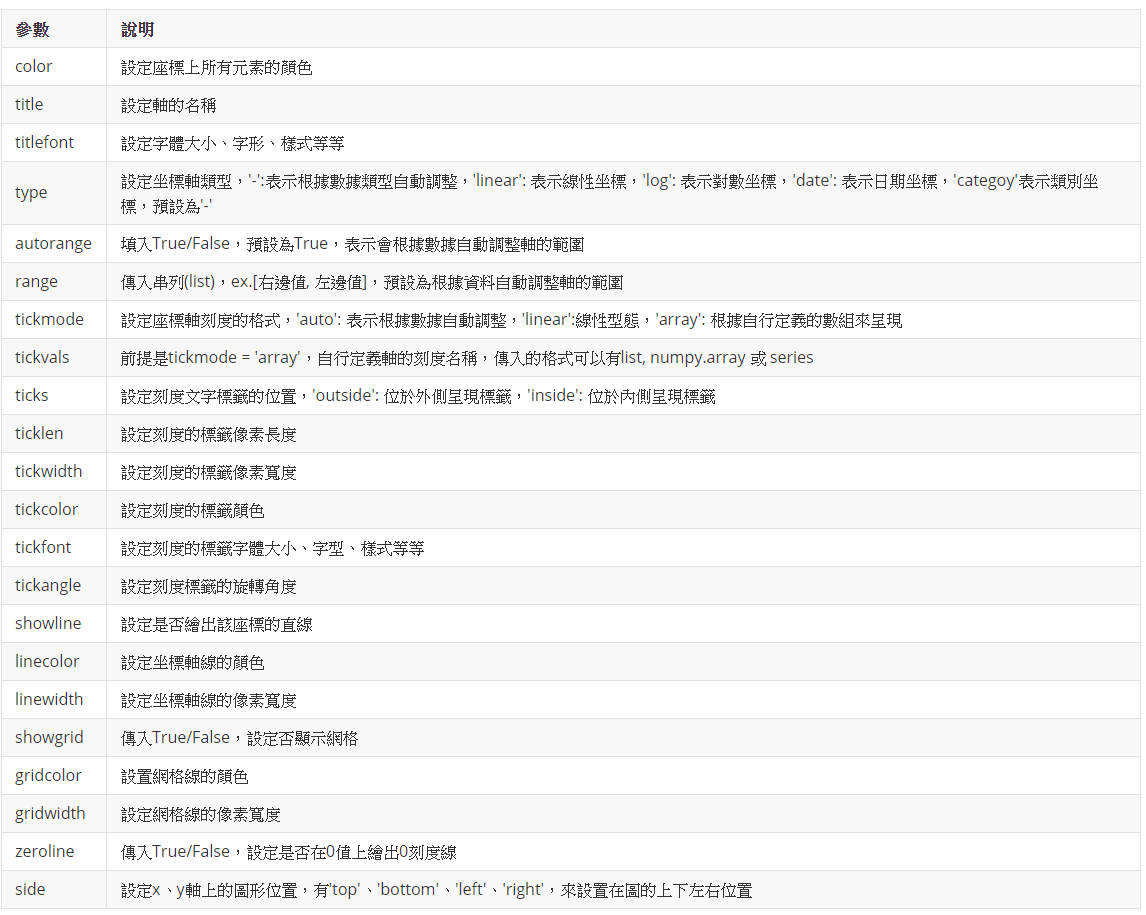 參數 說明
color 設定座標上所有元素的顏色
title 設定軸的名稱
titlefont 設定字體大小、字形、樣式等等
type 設定坐標軸類型，'-':表示根據數據類型自動調整，'linear': 表示線性坐標，'log': 表示對數坐標，'date': 表示日期坐標，'categoy'表示類別坐
標，預設為'-'
autorange 填入True/False，預設為True，表示會根據數據自動調整軸的範圍
range 傳入串列(list)，ex.[右邊值, 左邊值]，預設為根據資料自動調整軸的範圍
tickmode 設定座標軸刻度的格式，'auto': 表示根據數據自動調整，'linear':線性型態，'array': 根據自行定義的數組來呈現
tickvals 前提是tickmode = 'array'，自行定義軸的刻度名稱，傳入的格式可以有list, numpy.array 或 series
ticks 設定刻度文字標籤的位置，'outside': 位於外側呈現標籤，'inside': 位於內側呈現標籤
ticklen 設定刻度的標籤像素長度
tickwidth 設定刻度的標籤像素寬度
tickcolor 設定刻度的標籤顏色
tickfont 設定刻度的標籤字體大小、字型、樣式等等
tickangle 設定刻度標籤的旋轉角度
showline 設定是否繪出該座標的直線
linecolor 設定坐標軸線的顏色
linewidth 設定坐標軸線的像素寬度
showgrid 傳入True/False，設定否顯示網格
gridcolor 設置網格線的顏色
gridwidth 設定網格線的像素寬度
zeroline 傳入True/False，設定是否在0值上繪出0刻度線
side 設定x、y軸上的圖形位置，有'top'、'bottom'、'left'、'right'，來設置在圖的上下左右位置